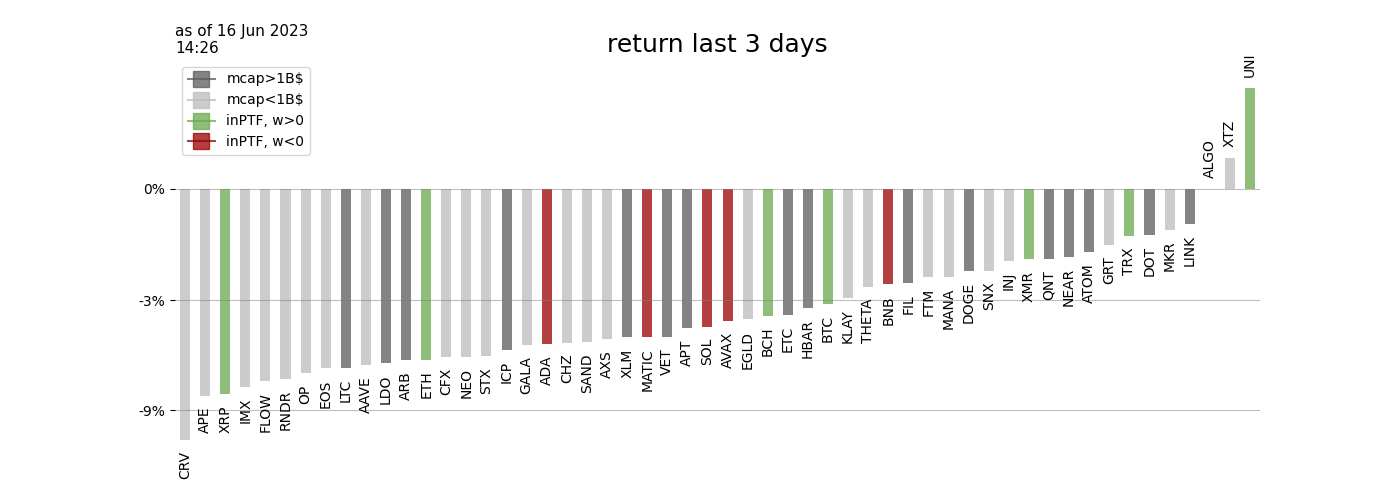 as of 16 Jun 2023
14:26
return last 3 days
mcap>1B$
mcap<1B$
inPTF, w>0
inPTF, w<0
0%
-3%
-9%
CRV
APE
XRP
IMX
FLOW
RNDR
OP
EOS
LTC
AAVE
LDO
ARB
ETH
CFX
NEO
STX
ICP
GALA
ADA
CHZ
SAND
AXS
XLM
MATIC
VET
APT
SOL
AVAX
EGLD
BCH
ETC
HBAR
BTC
KLAY
THETA
BNB
FIL
FTM
MANA
DOGE
SNX
INJ
XMR
QNT
NEAR
ATOM
GRT
TRX
DOT
MKR
LINK
ALGO
XTZ
UNI